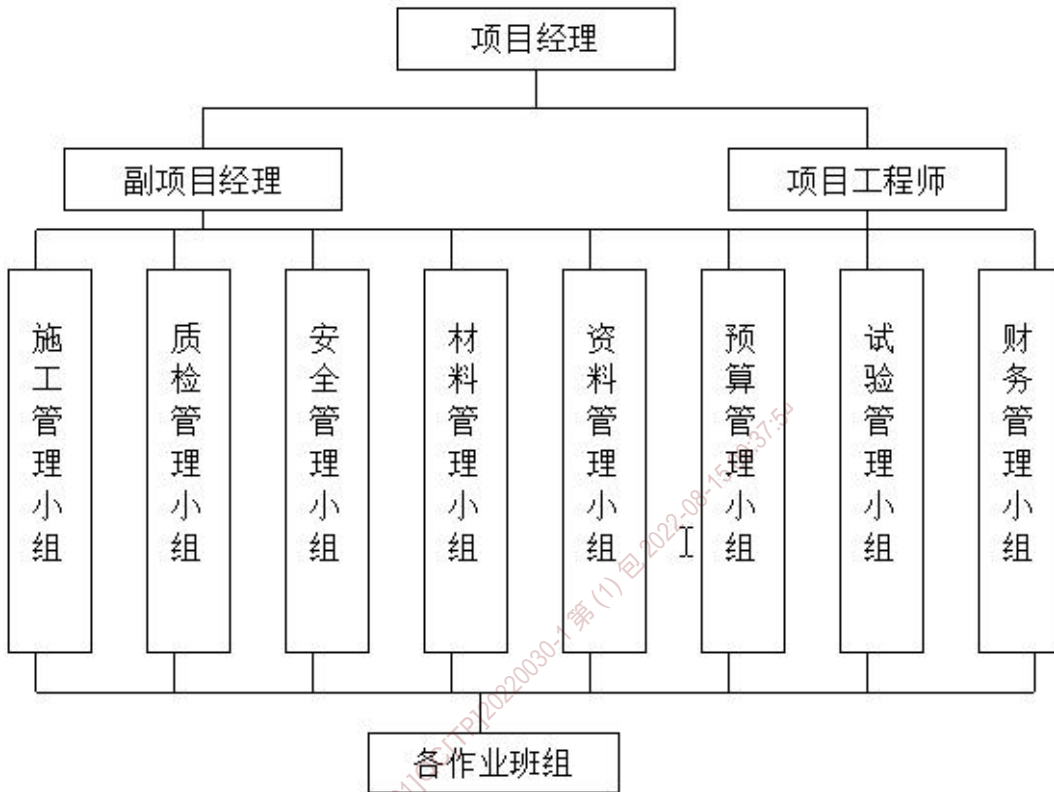 项目经理
副项目经理
项目工程师
施工管理小组
质检管理小组
安全管理小组
材料管理小组
资料管理小组
预算管理小组
试验管理小组
财务管理小组
各作业班组